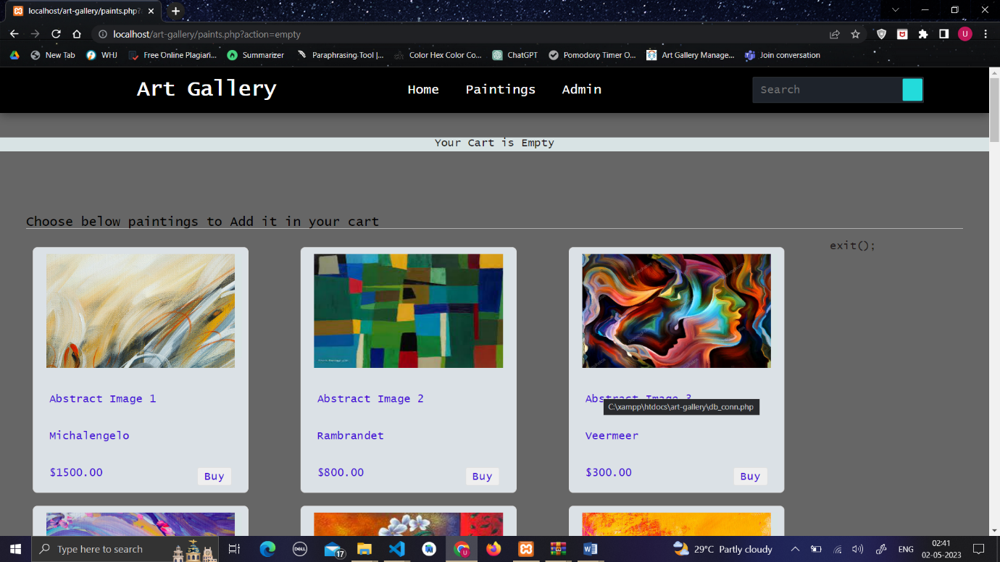 localhost/art-gallery/paints.php?
localhost/art-gallery/paints.php?action=empty
U
New Tab
WHJ
Free Online Plagiari...
Summarizer
Paraphrasing Tool |...
Color Hex Color Co...
ChatGPT
Pomodoro Timer O...
Art Gallery Manage...
Join conversation
Art Gallery
Home
Paintings
Admin
Search
Your Cart is Empty
Choose below paintings to Add it in your cart
exit();
Abstract Image 1
Abstract Image 2
Abstract Image 3
C:\xampp\htdocs\art-gallery\db_conn.php
Michalengelo
Rambrandet
Veermeer
$1500.00
Buy
$800.00
Buy
$300.00
Buy
Type here to search
DELL
17
U
29°C Partly cloudy
ENG
02:41
02-05-2023